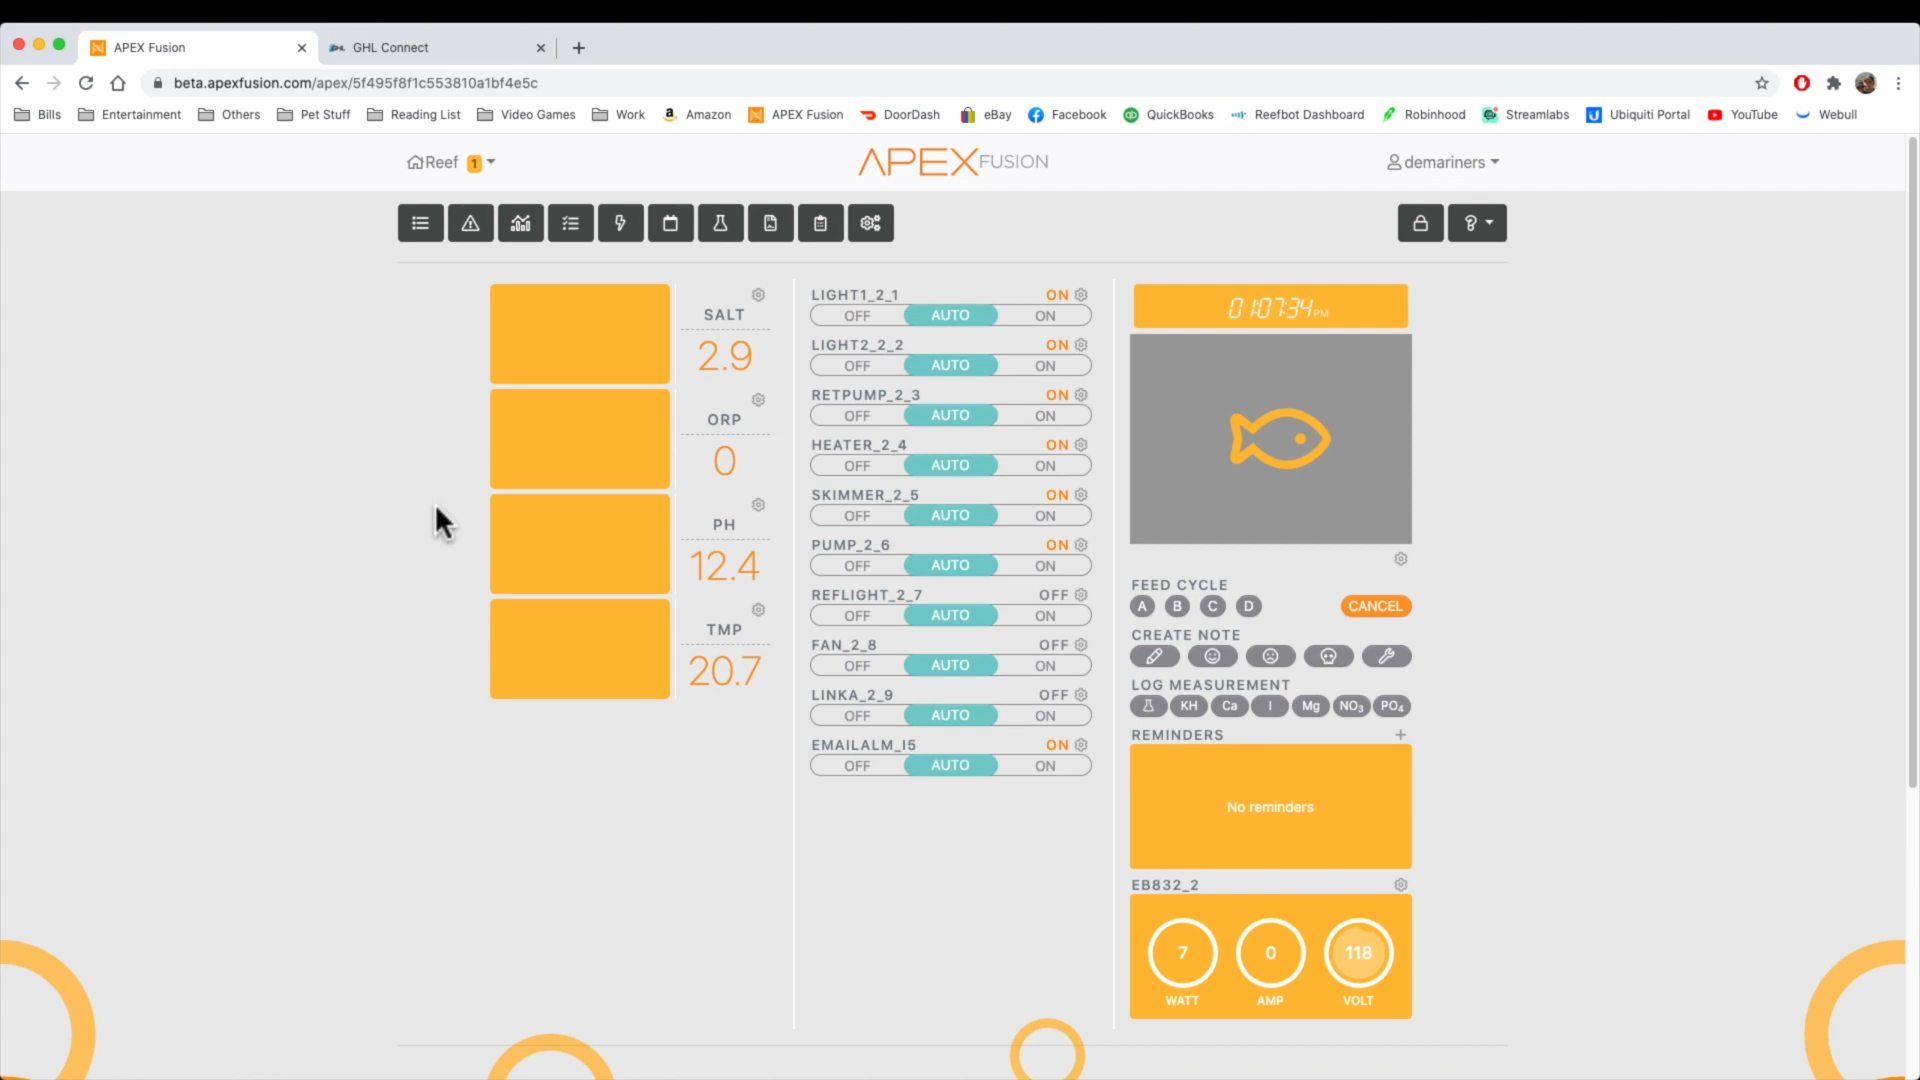 APEX Fusion
GHL Connect
beta.apexfusion.com/apex/5f495f8f1c553810a1bf4e5c
Bills Entertainment Others Pet Stuff Reading List Video Games Work Amazon APEX Fusion DoorDash eBay Facebook QuickBooks Reefbot Dashboard Robinhood Streamlabs Ubiquiti Portal YouTube Webull
Reef 1
APEX FUSION
demariners
SALT
2.9
ORP
0
PH
12.4
TMP
20.7
LIGHT1_2_1 ON
OFF AUTO ON
LIGHT2_2_2 ON
OFF AUTO ON
RETPUMP_2_3 ON
OFF AUTO ON
HEATER_2_4 ON
OFF AUTO ON
SKIMMER_2_5 ON
OFF AUTO ON
PUMP_2_6 ON
OFF AUTO ON
REFLIGHT_2_7 OFF
OFF AUTO ON
FAN_2_8 OFF
OFF AUTO ON
LINKA_2_9 OFF
OFF AUTO ON
EMAILALM_I5 ON
OFF AUTO ON
01:07:34 PM
FEED CYCLE
A B C D CANCEL
CREATE NOTE
LOG MEASUREMENT
KH Ca I Mg NO3 PO4
REMINDERS +
No reminders
EB832_2
7 0 118
WATT AMP VOLT